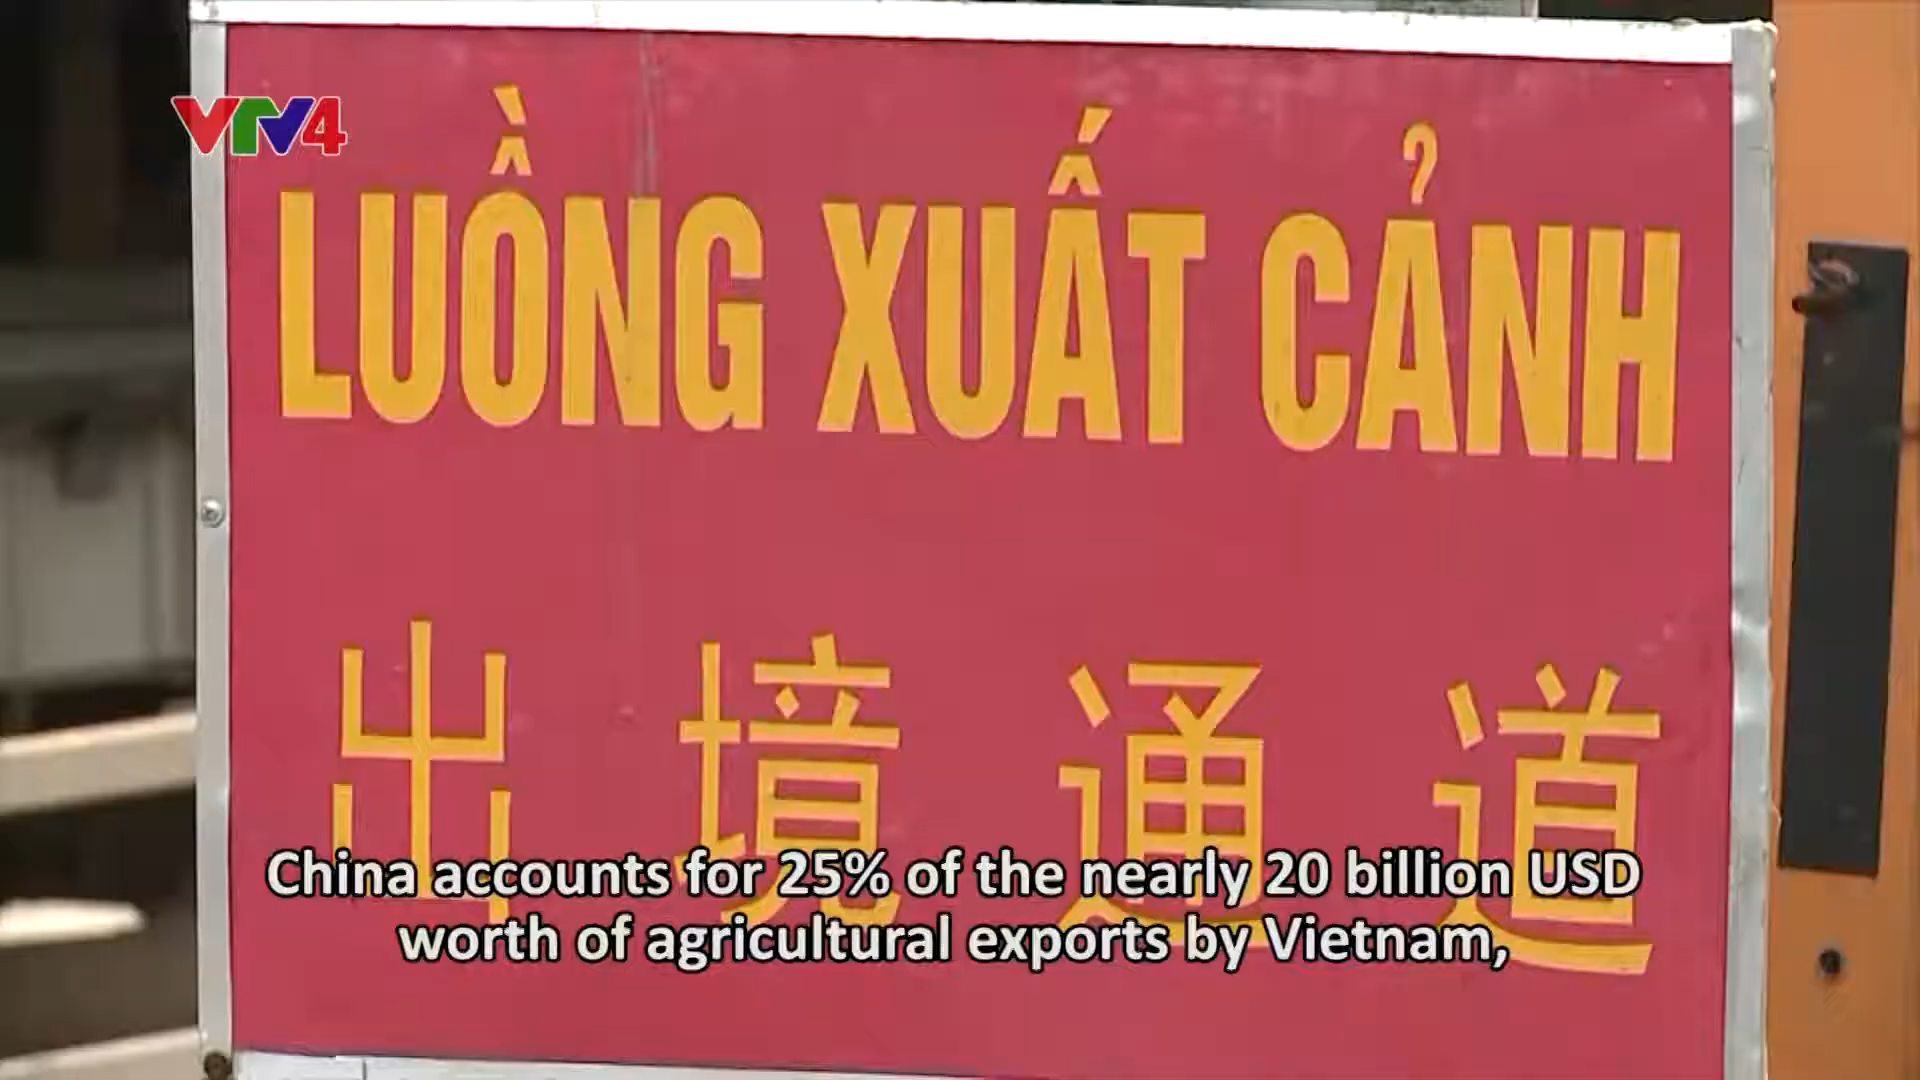 VTV4
LUỒNG XUẤT CẢNH
出境通道
China accounts for 25% of the nearly 20 billion USD
worth of agricultural exports by Vietnam,